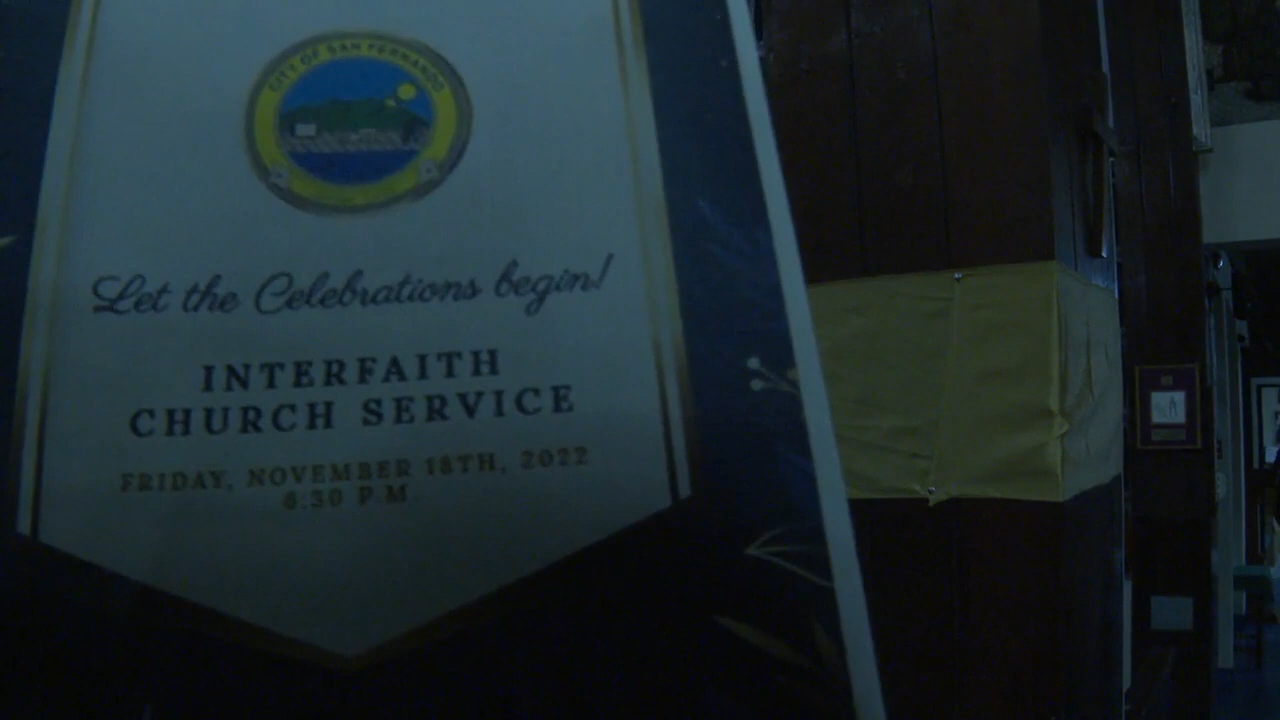 CITY OF SAN FERNANDO
Let the Celebrations begin!
INTERFAITH
CHURCH SERVICE
FRIDAY, NOVEMBER 18TH, 2022
6:30 P.M.